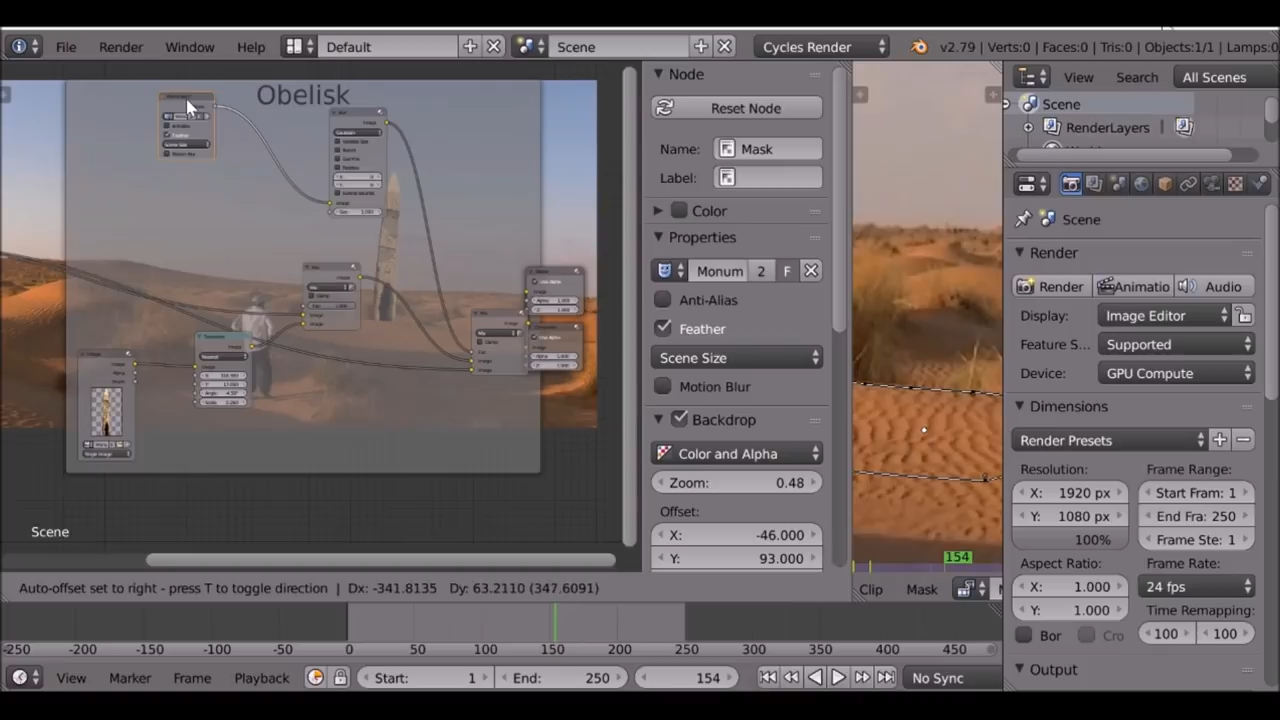 File Render Window Help Default Scene Cycles Render v2.79 | Verts:0 | Faces:0 | Tris:0 | Objects:1/1 | Lamps:0
Obelisk
Scene
Auto-offset set to right - press T to toggle direction | Dx: -341.8135 Dy: 63.2110 (347.6091)
Node
Reset Node
Name: Mask
Label:
Color
Properties
Monum 2 F
Anti-Alias
Feather
Scene Size
Motion Blur
Backdrop
Color and Alpha
Zoom: 0.48
Offset:
X: -46.000
Y: 93.000
154
Clip Mask
View Search All Scenes
Scene
RenderLayers
Scene
Render
Render Animatio Audio
Display: Image Editor
Feature S... Supported
Device: GPU Compute
Dimensions
Render Presets
Resolution: Frame Range:
X: 1920 px Start Fram: 1
Y: 1080 px End Fra: 250
100% Frame Ste: 1
Aspect Ratio: Frame Rate:
X: 1.000 24 fps
Y: 1.000 Time Remapping:
Bor Cro 100 100
Output
-250 -200 -150 -100 -50 0 50 100 150 200 250 300 350 400 450
View Marker Frame Playback Start: 1 End: 250 154 No Sync